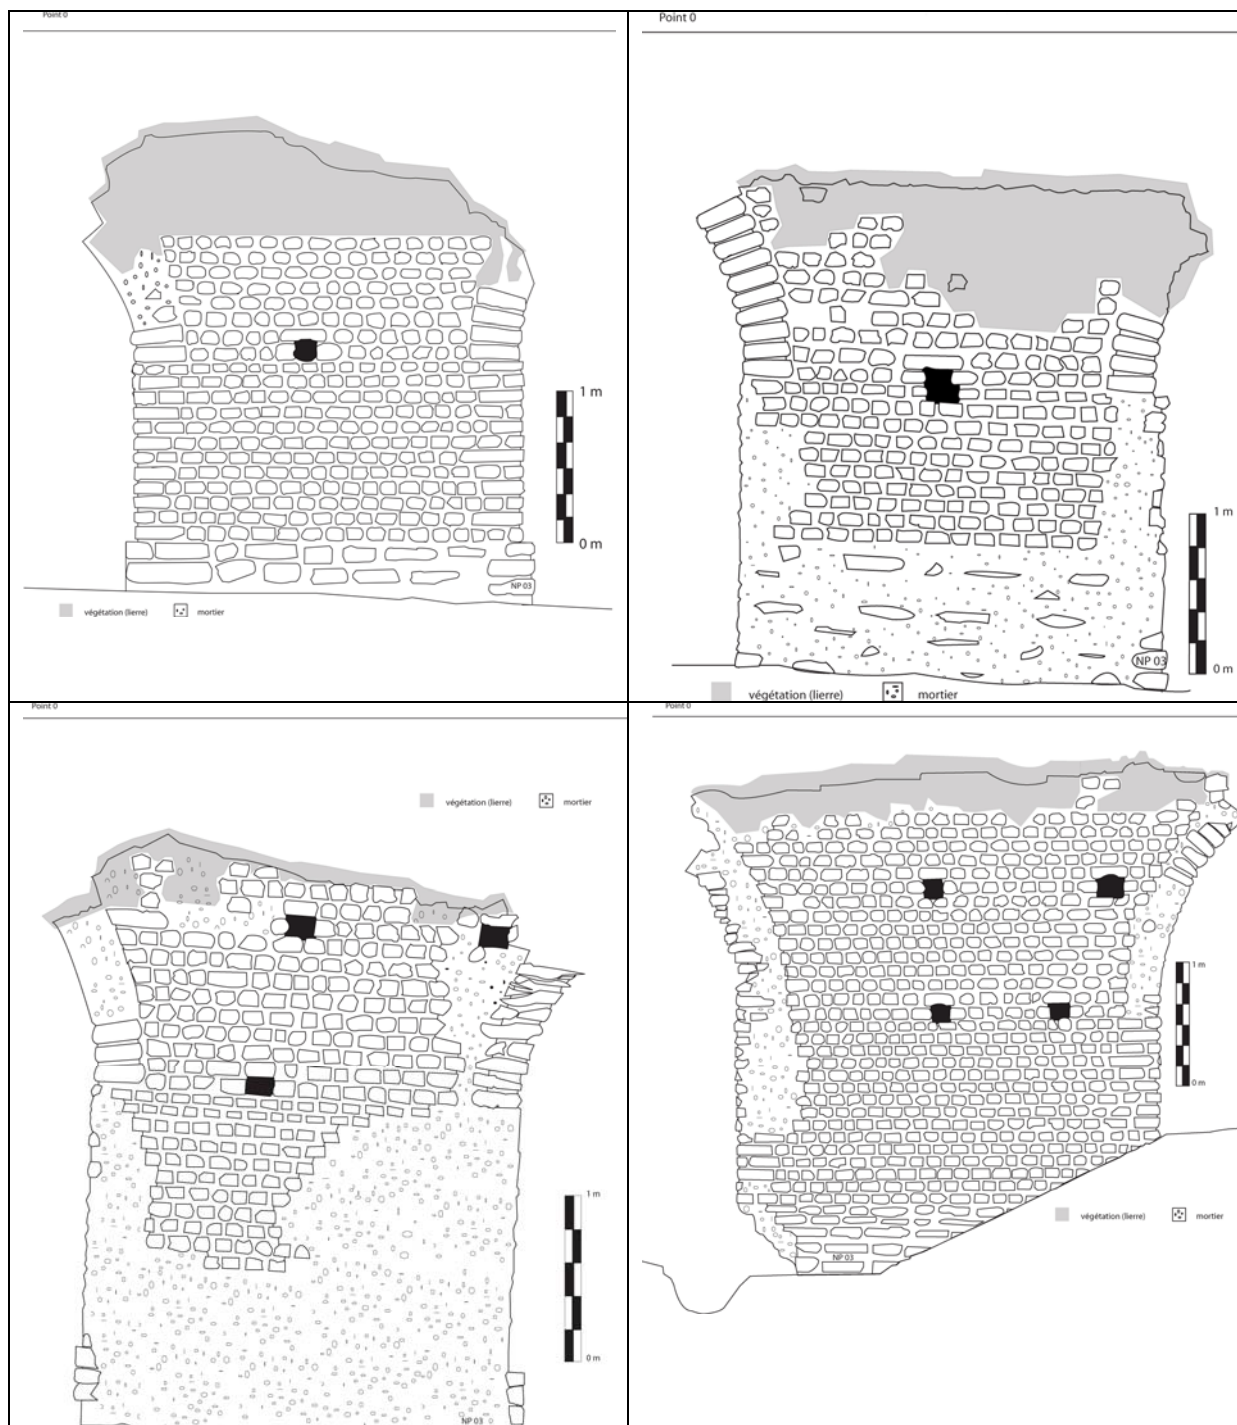 Point 0
1 m
0 m
NP 03
végétation (lierre) mortier
Point 0
1 m
NP 03
0 m
végétation (lierre) mortier
Point 0
végétation (lierre) mortier
1 m
0 m
NP 03
Point 0
1 m
0 m
végétation (lierre) mortier
NP 03